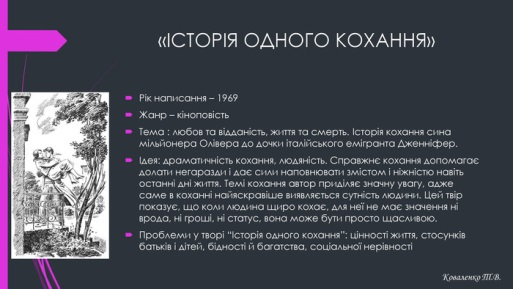 «ІСТОРІЯ ОДНОГО КОХАННЯ»
Рік написання – 1969
Жанр – кіноповість
Тема : любов та відданість, життя та смерть. Історія кохання сина
мільйонера Олівера до дочки італійського емігранта Дженніфер.
Ідея: драматичність кохання, людяність. Справжнє кохання допомагає
долати негаразди і дає сили наповнювати змістом і ніжністю навіть
останні дні життя. Темі кохання автор приділяє значну увагу, адже
саме в коханні найяскравіше виявляється сутність людини. Цей твір
показує, що коли людина щиро кохає, для неї не має значення ні
врода, ні гроші, ні статус, вона може бути просто щасливою.
Проблеми у творі “Історія одного кохання”: цінності життя, стосунків
батьків і дітей, бідності й багатства, соціальної нерівності
Коваленко Т.В.